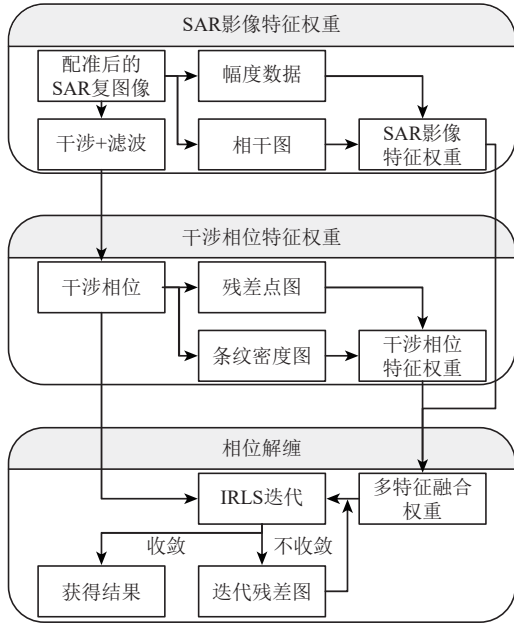 SAR影像特征权重
配准后的
SAR复图像
幅度数据
干涉+滤波
相干图
SAR影像
特征权重
干涉相位特征权重
干涉相位
残差点图
条纹密度图
干涉相位
特征权重
相位解缠
IRLS迭代
多特征融合
权重
收敛
不收敛
获得结果
迭代残差图